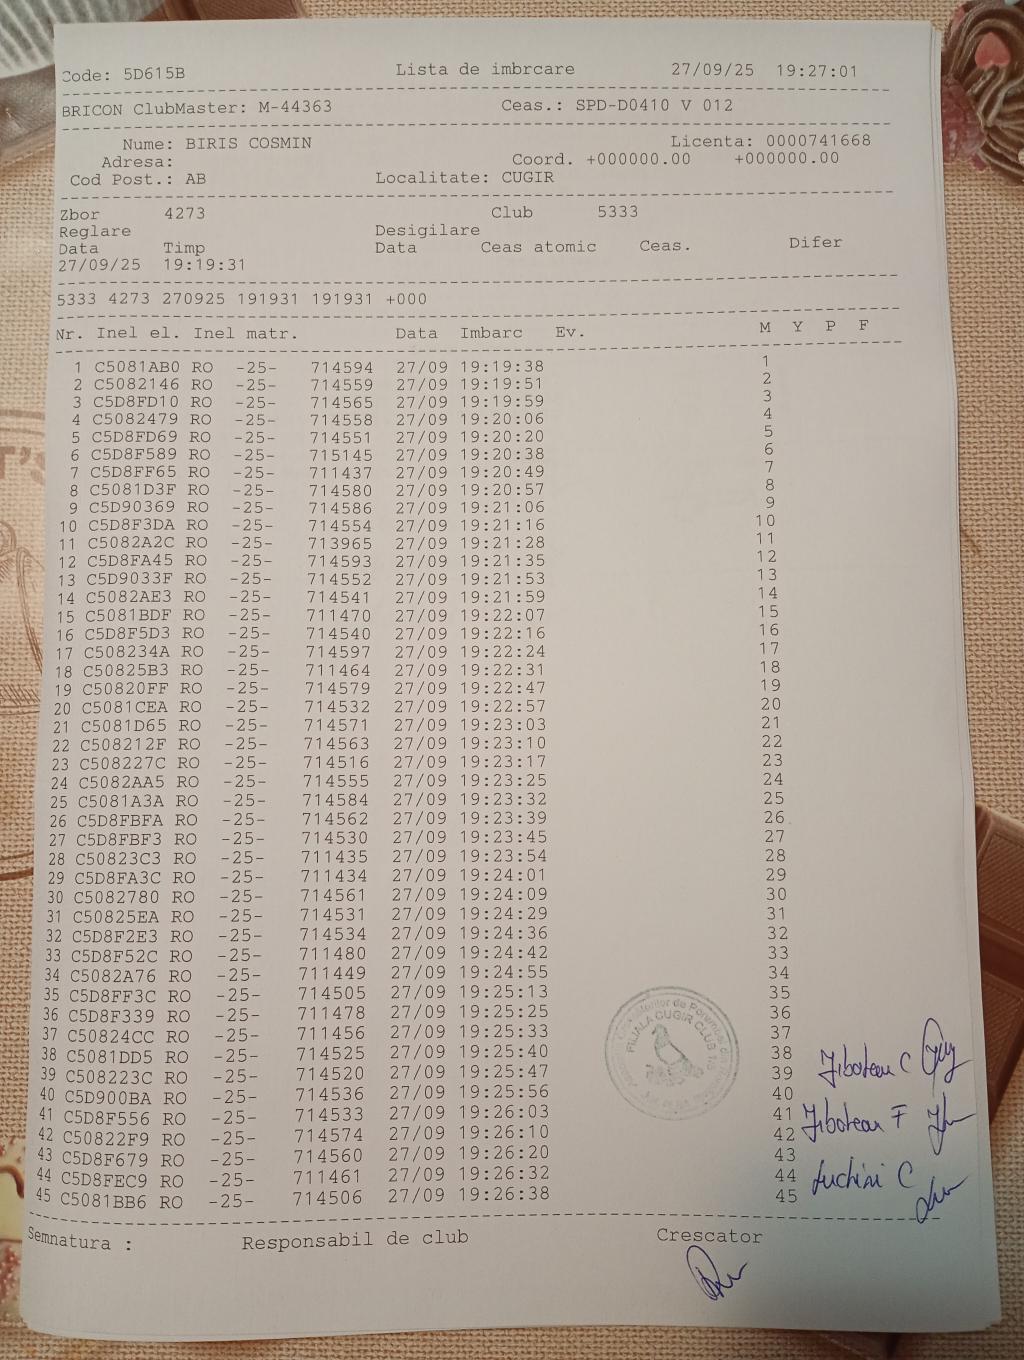 Code: 5D615B Lista de imbrcare 27/09/25 19:27:01
BRICON ClubMaster: M-44363 Ceas.: SPD-D0410 V 012
Nume: BIRIS COSMIN Licenta: 0000741668
Adresa: Coord. +000000.00 +000000.00
Cod Post.: AB Localitate: CUGIR
Zbor 4273 Club 5333
Reglare Desigilare
Data Timp Data Ceas atomic Ceas. Difer
27/09/25 19:19:31
5333 4273 270925 191931 191931 +000
Nr. Inel el. Inel matr. Data Imbarc Ev. M Y P F
1 C5081AB0 RO -25- 714594 27/09 19:19:38 1
2 C5082146 RO -25- 714559 27/09 19:19:51 2
3 C5D8FD10 RO -25- 714565 27/09 19:19:59 3
4 C5082479 RO -25- 714558 27/09 19:20:06 4
5 C5D8FD69 RO -25- 714551 27/09 19:20:20 5
6 C5D8F589 RO -25- 715145 27/09 19:20:38 6
7 C5D8FF65 RO -25- 711437 27/09 19:20:49 7
8 C5081D3F RO -25- 714580 27/09 19:20:57 8
9 C5D90369 RO -25- 714586 27/09 19:21:06 9
10 C5D8F3DA RO -25- 714554 27/09 19:21:16 10
11 C5082A2C RO -25- 713965 27/09 19:21:28 11
12 C5D8FA45 RO -25- 714593 27/09 19:21:35 12
13 C5D9033F RO -25- 714552 27/09 19:21:53 13
14 C5082AE3 RO -25- 714541 27/09 19:21:59 14
15 C5081BDF RO -25- 711470 27/09 19:22:07 15
16 C5D8F5D3 RO -25- 714540 27/09 19:22:16 16
17 C508234A RO -25- 714597 27/09 19:22:24 17
18 C50825B3 RO -25- 711464 27/09 19:22:31 18
19 C50820FF RO -25- 714579 27/09 19:22:47 19
20 C5081CEA RO -25- 714532 27/09 19:22:57 20
21 C5081D65 RO -25- 714571 27/09 19:23:03 21
22 C508212F RO -25- 714563 27/09 19:23:10 22
23 C508227C RO -25- 714516 27/09 19:23:17 23
24 C5082AA5 RO -25- 714555 27/09 19:23:25 24
25 C5081A3A RO -25- 714584 27/09 19:23:32 25
26 C5D8FBFA RO -25- 714562 27/09 19:23:39 26
27 C5D8FBF3 RO -25- 714530 27/09 19:23:45 27
28 C50823C3 RO -25- 711435 27/09 19:23:54 28
29 C5D8FA3C RO -25- 711434 27/09 19:24:01 29
30 C5082780 RO -25- 714561 27/09 19:24:09 30
31 C50825EA RO -25- 714531 27/09 19:24:29 31
32 C5D8F2E3 RO -25- 714534 27/09 19:24:36 32
33 C5D8F52C RO -25- 711480 27/09 19:24:42 33
34 C5082A76 RO -25- 711449 27/09 19:24:55 34
35 C5D8FF3C RO -25- 714505 27/09 19:25:13 35
36 C5D8F339 RO -25- 711478 27/09 19:25:25 36
37 C50824CC RO -25- 711456 27/09 19:25:33 37
38 C5081DD5 RO -25- 714525 27/09 19:25:40 38
39 C508223C RO -25- 714520 27/09 19:25:47 39
40 C5D900BA RO -25- 714536 27/09 19:25:56 40
41 C5D8F556 RO -25- 714533 27/09 19:26:03 41
42 C50822F9 RO -25- 714574 27/09 19:26:10 42
43 C5D8F679 RO -25- 714560 27/09 19:26:20 43
44 C5D8FEC9 RO -25- 711461 27/09 19:26:32 44
45 C5081BB6 RO -25- 714506 27/09 19:26:38 45
FILIALA CUGIR CLUB
Semnatura : Responsabil de club Crescator